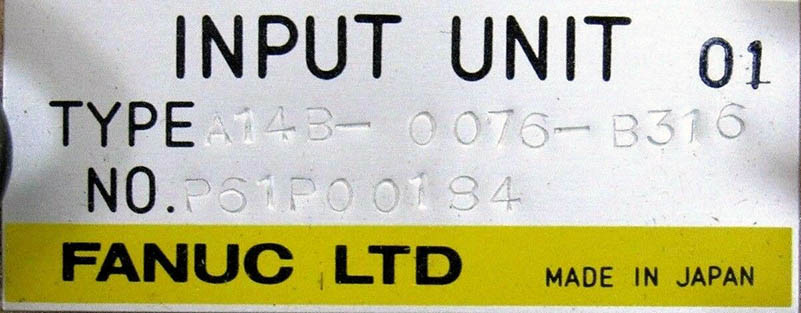 INPUT UNIT 01
TYPE A14B-0076-B316
NO. P61P00184
FANUC LTD MADE IN JAPAN